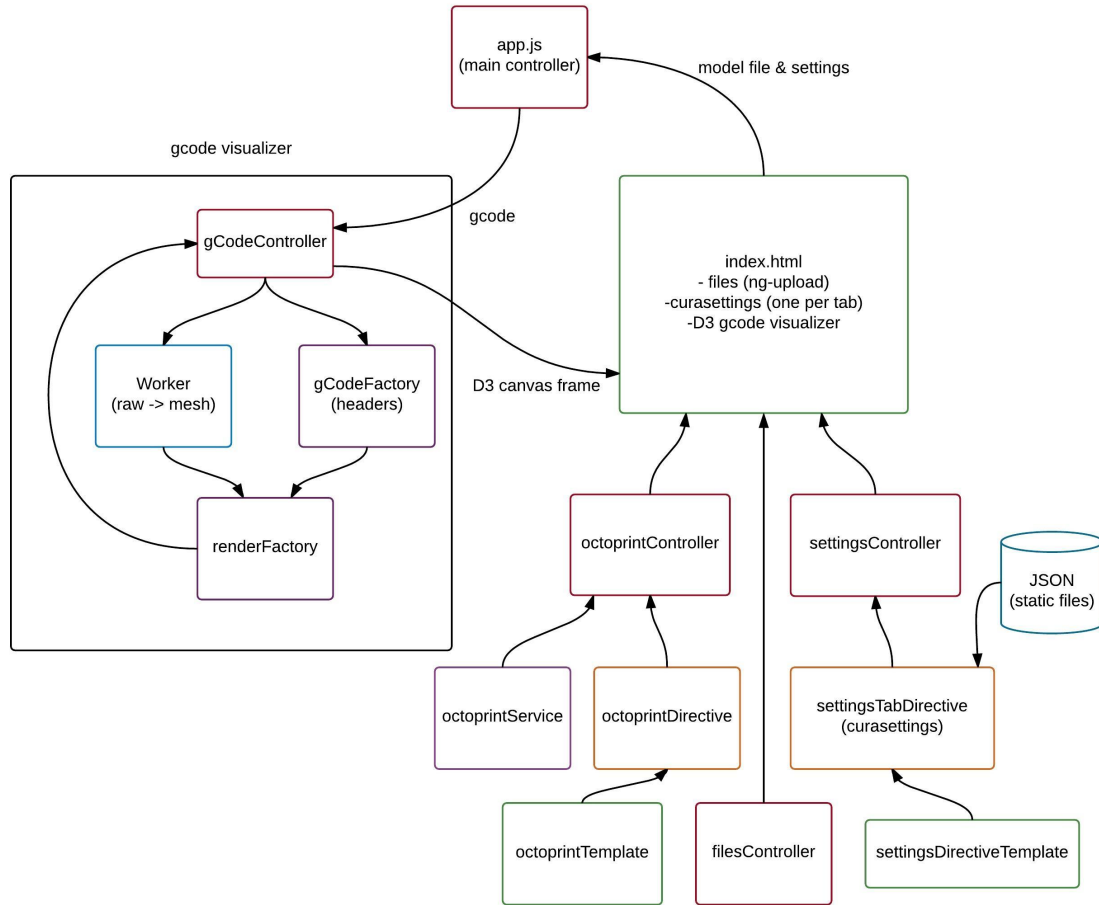 app.js
(main controller)
model file & settings
gcode visualizer
gcode
gCodeController
index.html
- files (ng-upload)
-curasettings (one per tab)
-D3 gcode visualizer
Worker
(raw -> mesh)
gCodeFactory
(headers)
D3 canvas frame
renderFactory
octoprintController
settingsController
JSON
(static files)
octoprintService
octoprintDirective
settingsTabDirective
(curasettings)
octoprintTemplate
filesController
settingsDirectiveTemplate